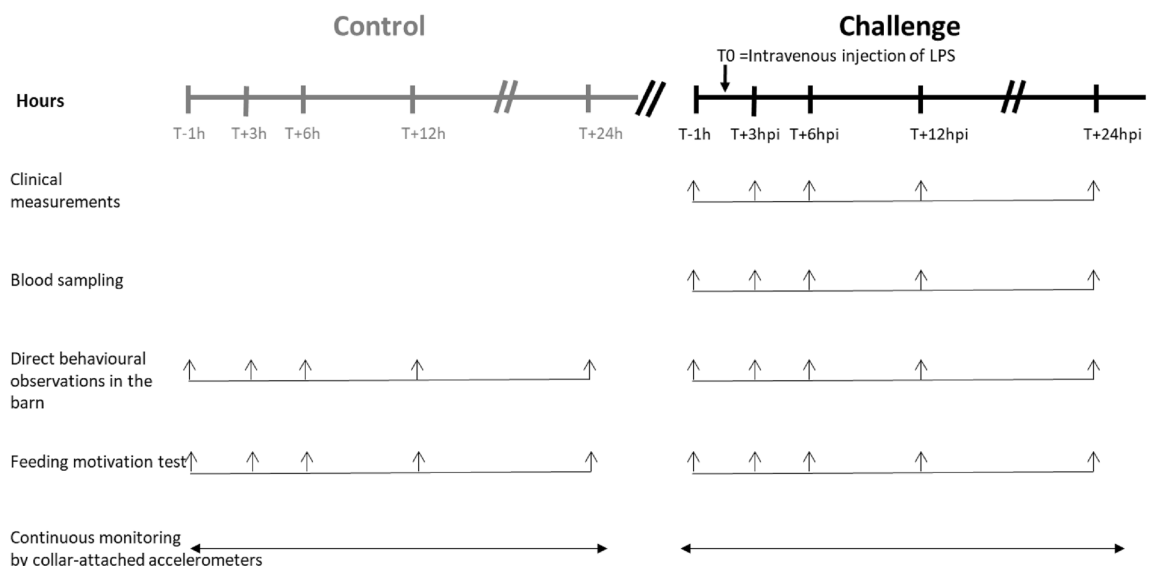 Control
Challenge
T0 =Intravenous injection of LPS
Hours
T-1h T+3h T+6h T+12h T+24h T-1h T+3hpi T+6hpi T+12hpi T+24hpi
Clinical
measurements
Blood sampling
Direct behavioural
observations in the
barn
Feeding motivation test
Continuous monitoring
by collar-attached accelerometers